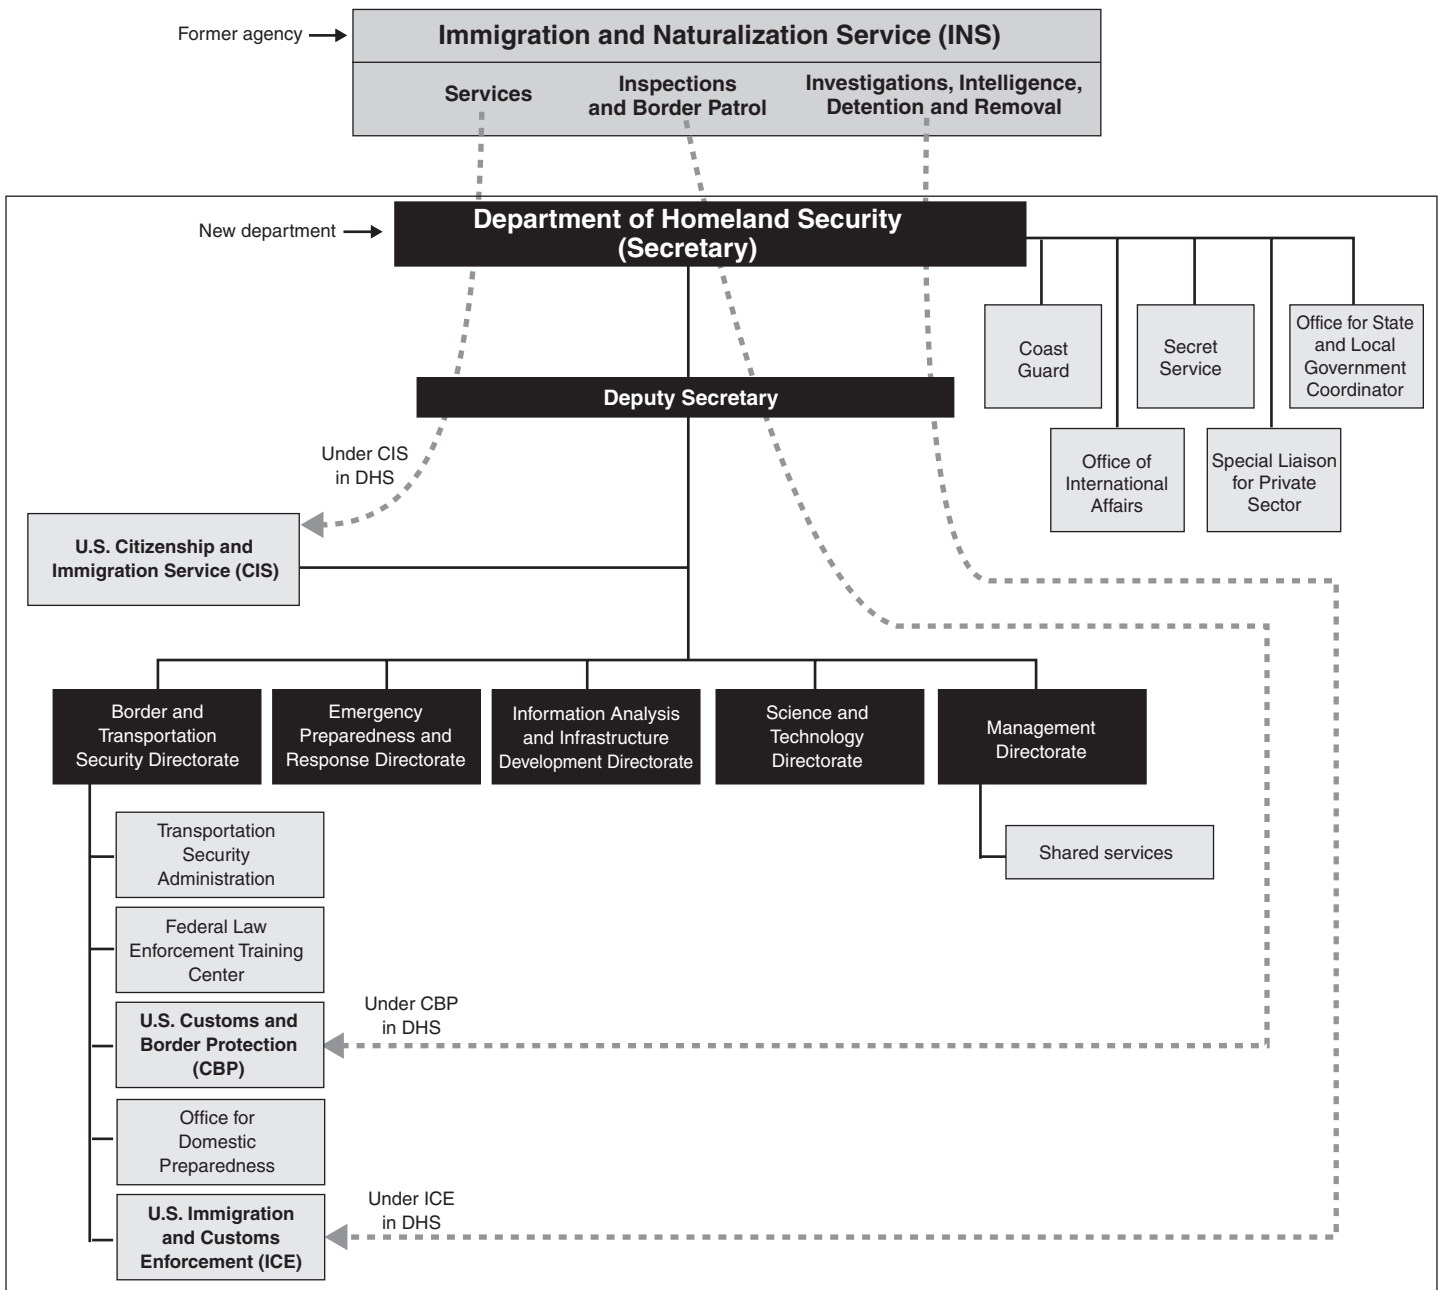 Former agency
Immigration and Naturalization Service (INS)
Services
Inspections
and Border Patrol
Investigations, Intelligence,
Detention and Removal
New department
Department of Homeland Security
(Secretary)
Coast
Guard
Secret
Service
Office for State
and Local
Government
Coordinator
Office of
International
Affairs
Special Liaison
for Private
Sector
Deputy Secretary
Under CIS
in DHS
U.S. Citizenship and
Immigration Service (CIS)
Border and
Transportation
Security Directorate
Emergency
Preparedness and
Response Directorate
Information Analysis
and Infrastructure
Development Directorate
Science and
Technology
Directorate
Management
Directorate
Transportation
Security
Administration
Shared services
Federal Law
Enforcement Training
Center
U.S. Customs and
Border Protection
(CBP)
Under CBP
in DHS
Office for
Domestic
Preparedness
U.S. Immigration
and Customs
Enforcement (ICE)
Under ICE
in DHS